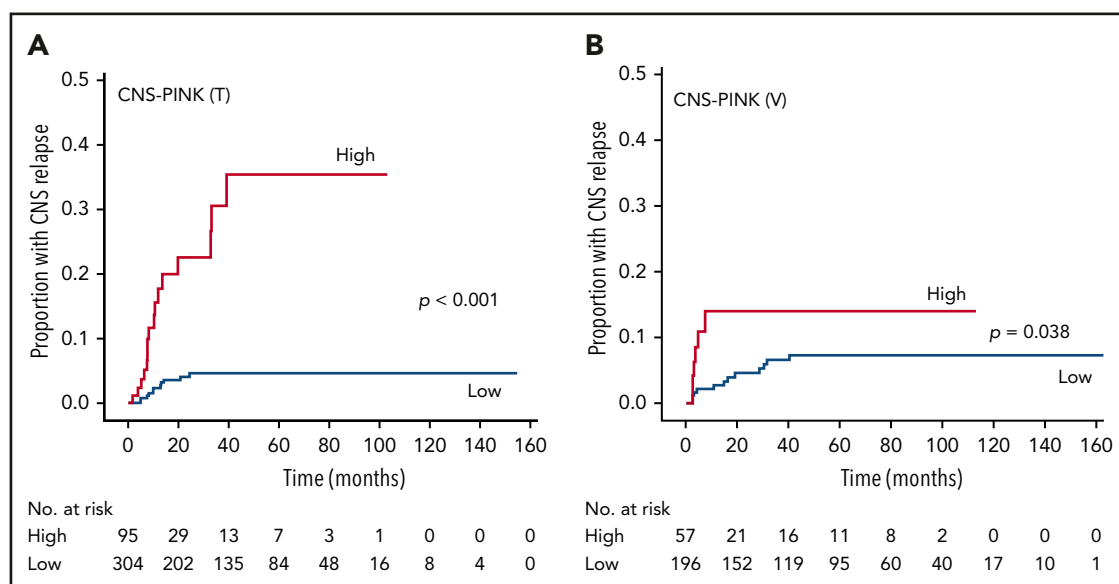 A
CNS-PINK (T)
Proportion with CNS relapse
0.5
0.4
0.3
0.2
0.1
0.0
High
p < 0.001
Low
0 20 40 60 80 100 120 140 160
Time (months)
No. at risk
High 95 29 13 7 3 1 0 0 0
Low 304 202 135 84 48 16 8 4 0
B
CNS-PINK (V)
Proportion with CNS relapse
0.5
0.4
0.3
0.2
0.1
0.0
High
p = 0.038
Low
0 20 40 60 80 100 120 140 160
Time (months)
No. at risk
High 57 21 16 11 8 2 0 0 0
Low 196 152 119 95 60 40 17 10 1